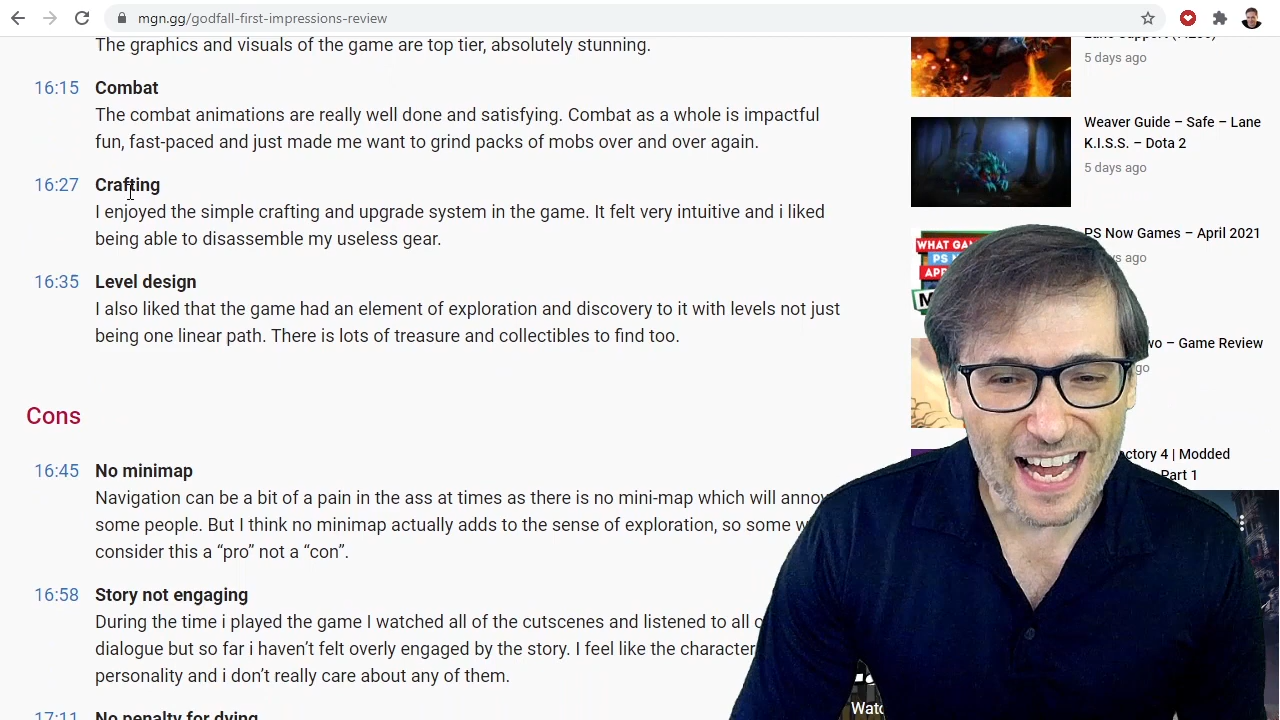 mgn.gg/godfall-first-impressions-review
The graphics and visuals of the game are top tier, absolutely stunning.
16:15 Combat
The combat animations are really well done and satisfying. Combat as a whole is impactful
fun, fast-paced and just made me want to grind packs of mobs over and over again.
16:27 Crafting
I enjoyed the simple crafting and upgrade system in the game. It felt very intuitive and i liked
being able to disassemble my useless gear.
16:35 Level design
I also liked that the game had an element of exploration and discovery to it with levels not just
being one linear path. There is lots of treasure and collectibles to find too.
Cons
16:45 No minimap
Navigation can be a bit of a pain in the ass at times as there is no mini-map which will
some people. But I think no minimap actually adds to the sense of exploration, so some
consider this a “pro” not a “con”.
16:58 Story not engaging
During the time i played the game I watched all of the cutscenes and listened to all
dialogue but so far i haven’t felt overly engaged by the story. I feel like the character
personality and i don’t really care about any of them.
17:11 No penalty for dying
5 days ago
Weaver Guide – Safe – Lane
K.I.S.S. – Dota 2
5 days ago
WHAT
PS
PS Now Games – April 2021
ago
– Game Review
ago
4 | Modded
Part 1